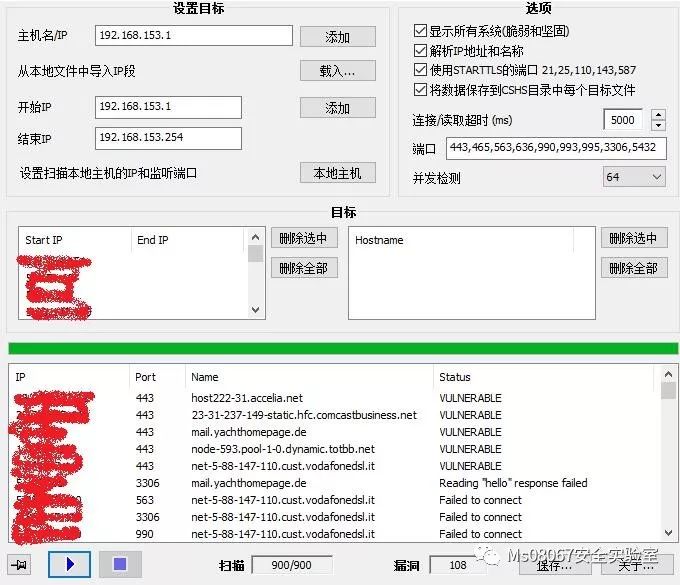 设置目标
主机名/IP 192.168.153.1 添加
从本地文件中导入IP段 载入...
开始IP 192.168.153.1 添加
结束IP 192.168.153.254
设置扫描本地主机的IP和监听端口 本地主机
选项
显示所有系统(脆弱和坚固)
解析IP地址和名称
使用STARTTLS的端口 21,25,110,143,587
将数据保存到CSHS目录中每个目标文件
连接/读取超时 (ms) 5000
端口 443,465,563,636,990,993,995,3306,5432
并发检测 64
目标
Start IP End IP 删除选中 Hostname 删除选中
删除全部 删除全部
IP Port Name Status
443 host222-31.accelia.net VULNERABLE
443 23-31-237-149-static.hfc.comcastbusiness.net VULNERABLE
443 mail.yachthomepage.de VULNERABLE
443 node-593.pool-1-0.dynamic.totbb.net VULNERABLE
443 net-5-88-147-110.cust.vodafonedsl.it VULNERABLE
3306 mail.yachthomepage.de Reading "hello" response failed
563 net-5-88-147-110.cust.vodafonedsl.it Failed to connect
3306 net-5-88-147-110.cust.vodafonedsl.it Failed to connect
990 net-5-88-147-110.cust.vodafonedsl.it Failed to connect
扫描 900/900 漏洞 108 保存... 关于...
Ms08067安全实验室